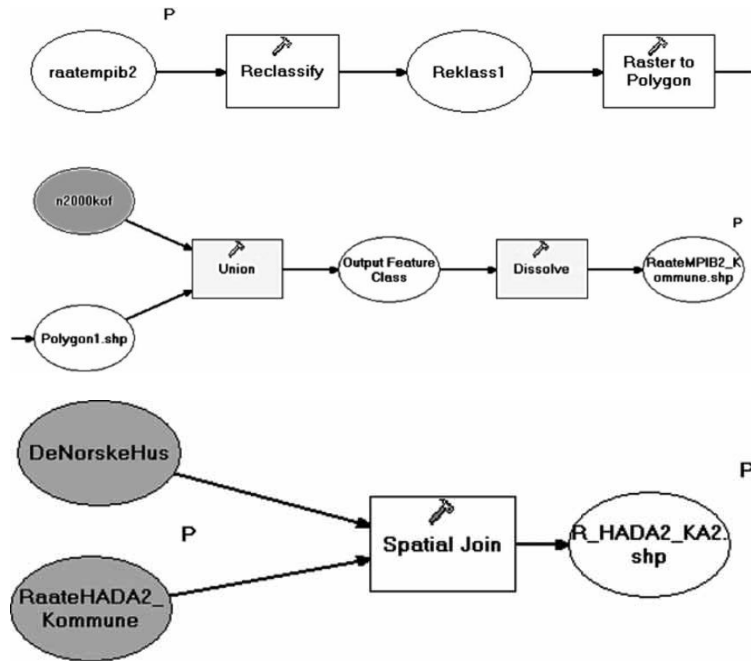 P
raatempib2
Reclassify
Reklass1
Raster to
Polygon
n2000kof
P
Union
Output Feature
Class
Dissolve
RaateMPIB2_K
ommune.shp
Polygon1.shp
DeNorskeHus
P
P
Spatial Join
R_HADA2_KA2.
shp
RaateHADA2_
Kommune